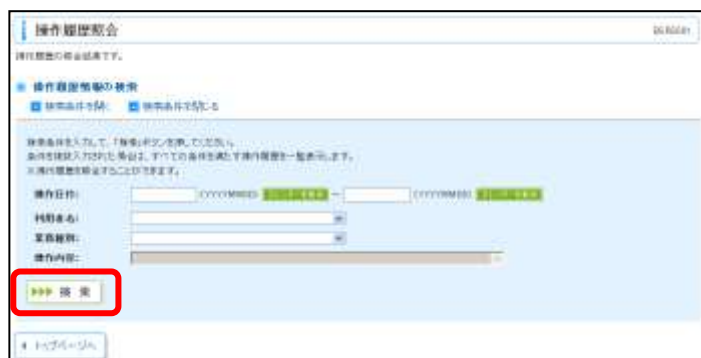 操作履歴照会
操作履歴の照会結果です。
操作履歴情報の検索
検索条件を開く 検索条件を閉じる
検索条件を入力して、「検索」ボタンを押してください。
条件を複数入力された場合は、すべての条件を満たす操作履歴を一覧表示します。
操作日付: (YYYYMMDD) ～ (YYYYMMDD)
利用者名:
業務種別:
操作内容:
検 索
トップページへ